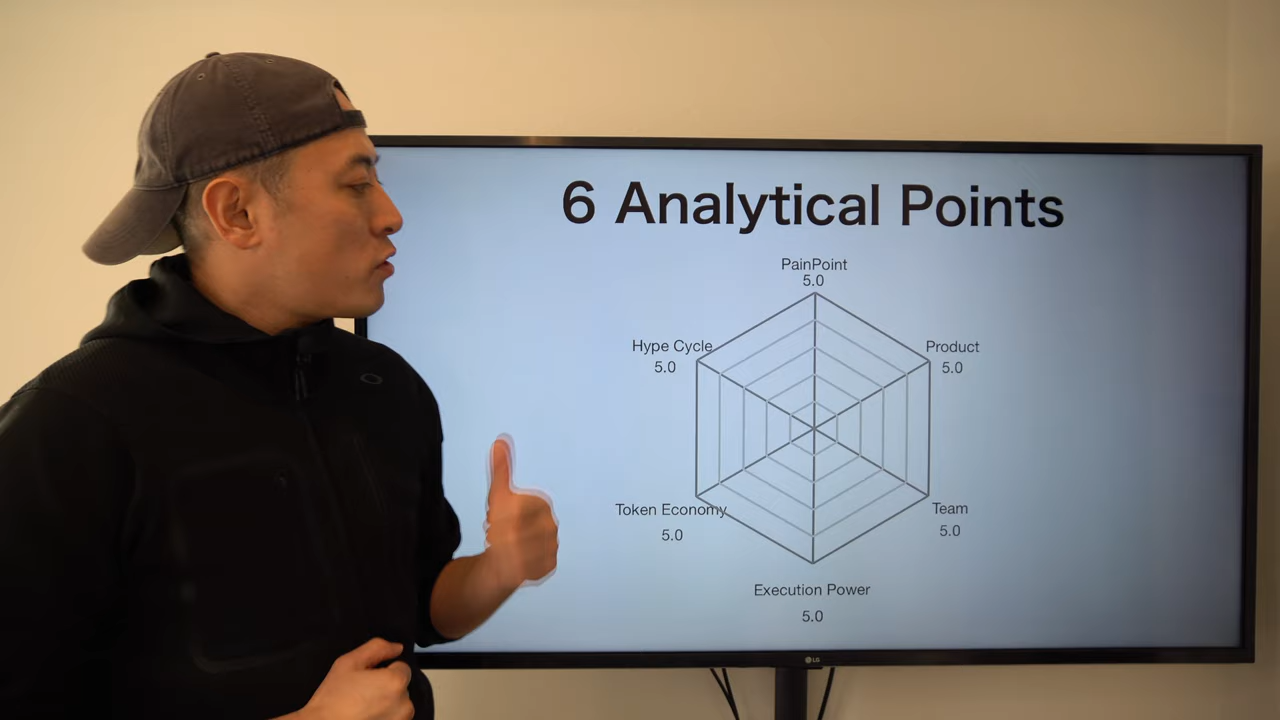 6 Analytical Points
PainPoint
5.0
Hype Cycle
5.0
Product
5.0
Token Economy
5.0
Team
5.0
Execution Power
5.0
LG